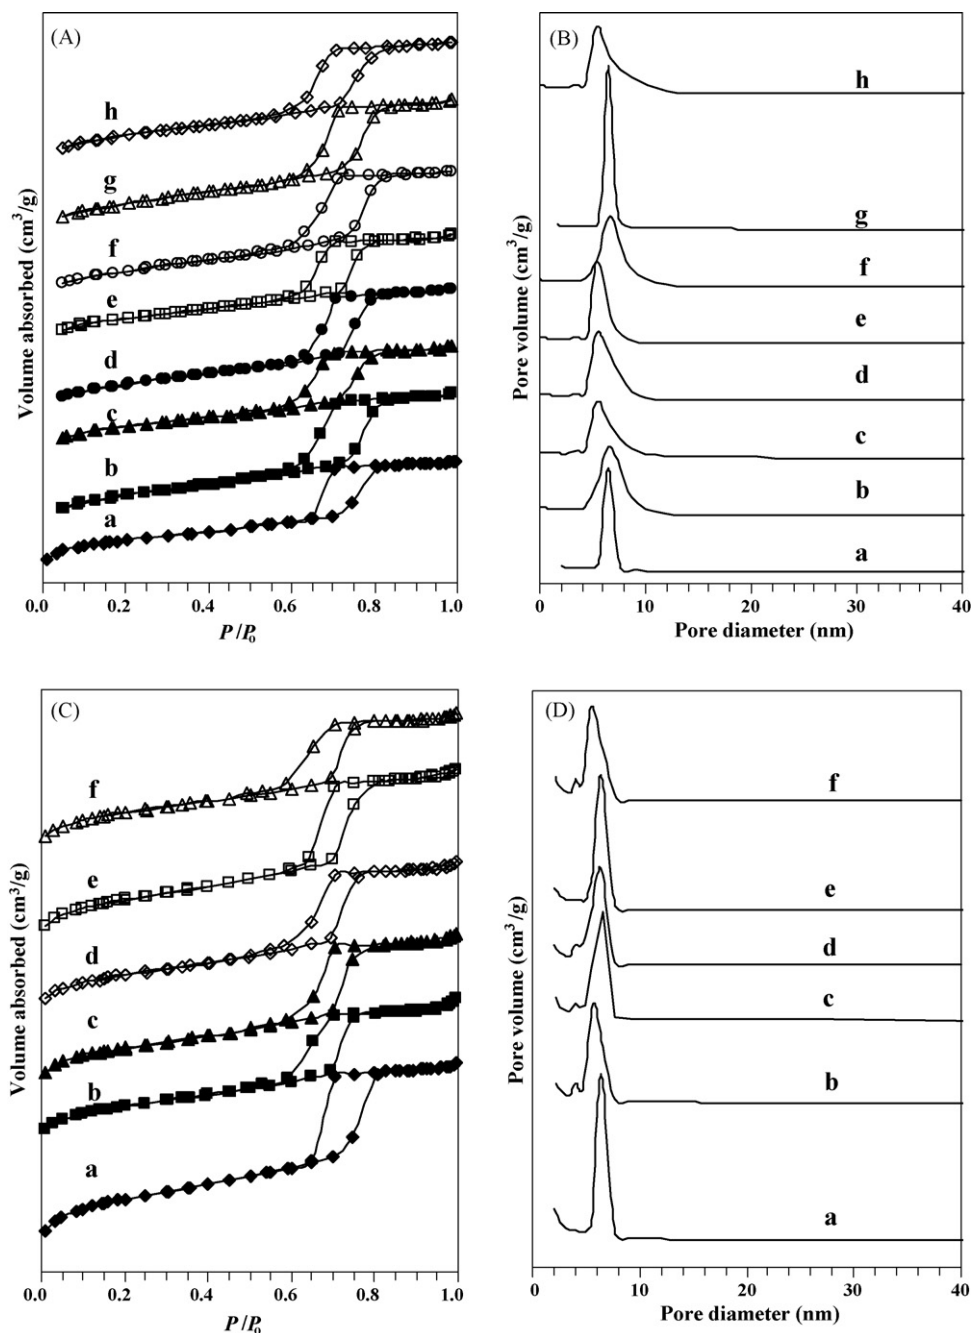 (A)
h
g
f
e
d
c
b
a
Volume absorbed (cm³/g)
0.0 0.2 0.4 0.6 0.8 1.0
P/P₀
(B)
h
g
f
e
d
c
b
a
Pore volume (cm³/g)
0 10 20 30 40
Pore diameter (nm)
(C)
f
e
d
c
b
a
Volume absorbed (cm³/g)
0.0 0.2 0.4 0.6 0.8 1.0
P/P₀
(D)
f
e
d
c
b
a
Pore volume (cm³/g)
0 10 20 30 40
Pore diameter (nm)